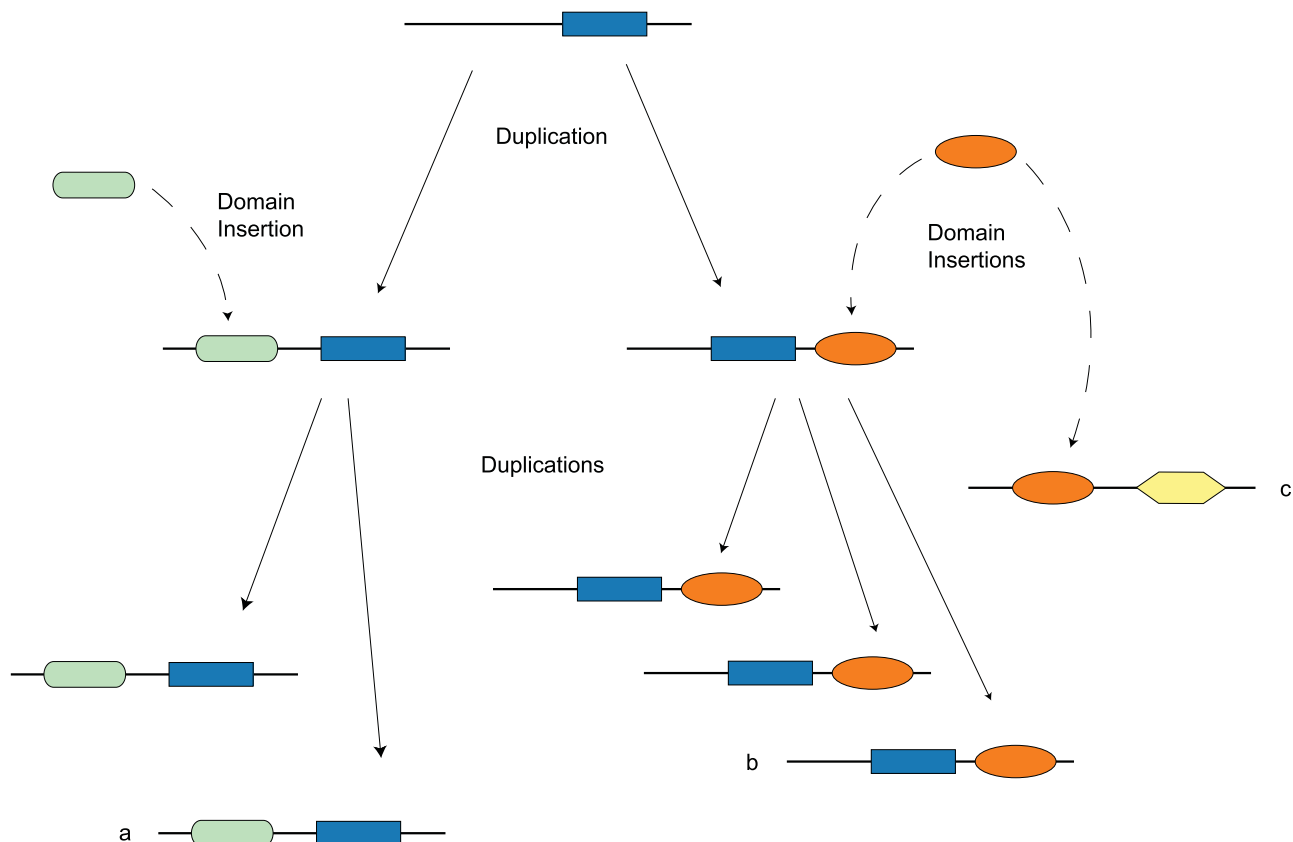 Duplication
Domain
Insertion
Domain
Insertions
Duplications
c
b
a